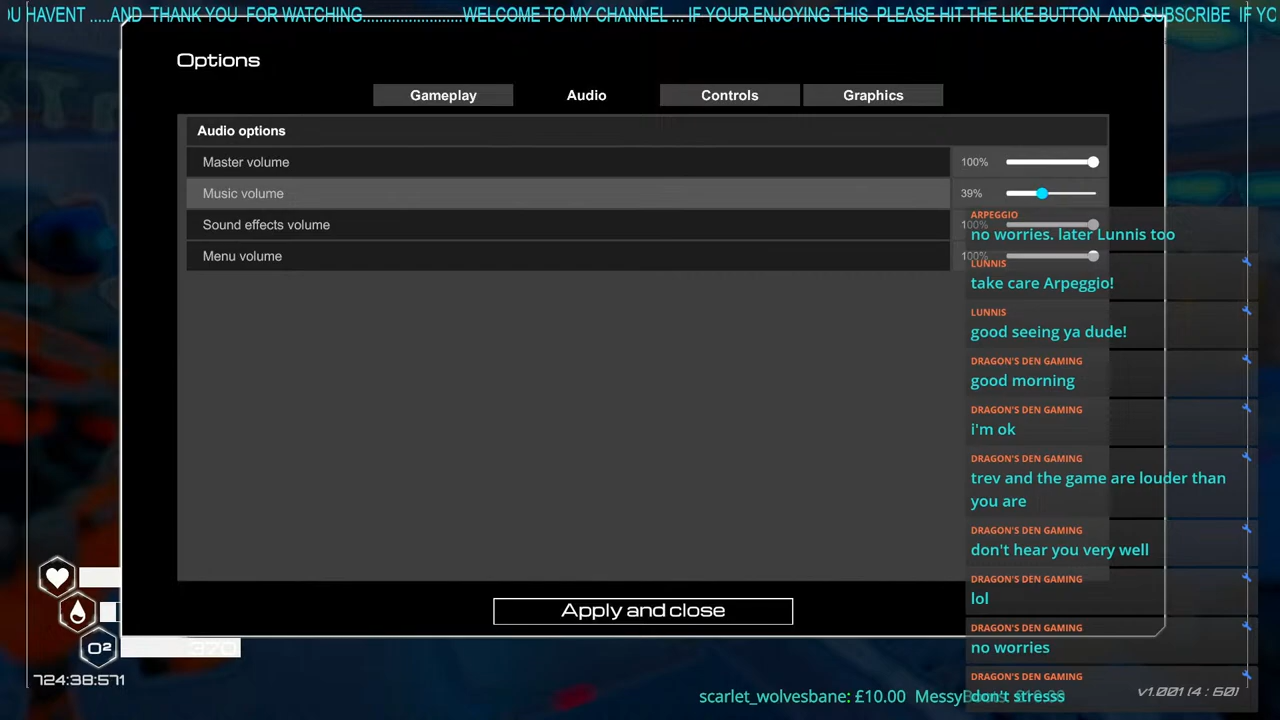 OU HAVENT .....AND THANK YOU FOR WATCHING.......................WELCOME TO MY CHANNEL ... IF YOUR ENJOYING THIS PLEASE HIT THE LIKE BUTTON AND SUBSCRIBE IF YO
Options
Gameplay Audio Controls Graphics
Audio options
Master volume 100%
Music volume 39%
Sound effects volume 100%
Menu volume 100%
ARPEGGIO
no worries. later Lunnis too
LUNNIS
take care Arpeggio!
LUNNIS
good seeing ya dude!
DRAGON'S DEN GAMING
good morning
DRAGON'S DEN GAMING
i'm ok
DRAGON'S DEN GAMING
trev and the game are louder than
you are
DRAGON'S DEN GAMING
don't hear you very well
DRAGON'S DEN GAMING
lol
DRAGON'S DEN GAMING
no worries
DRAGON'S DEN GAMING
don't stress
Apply and close
O²
370
724:38:571
scarlet_wolvesbane: £10.00
v1.001 (4 : 60)